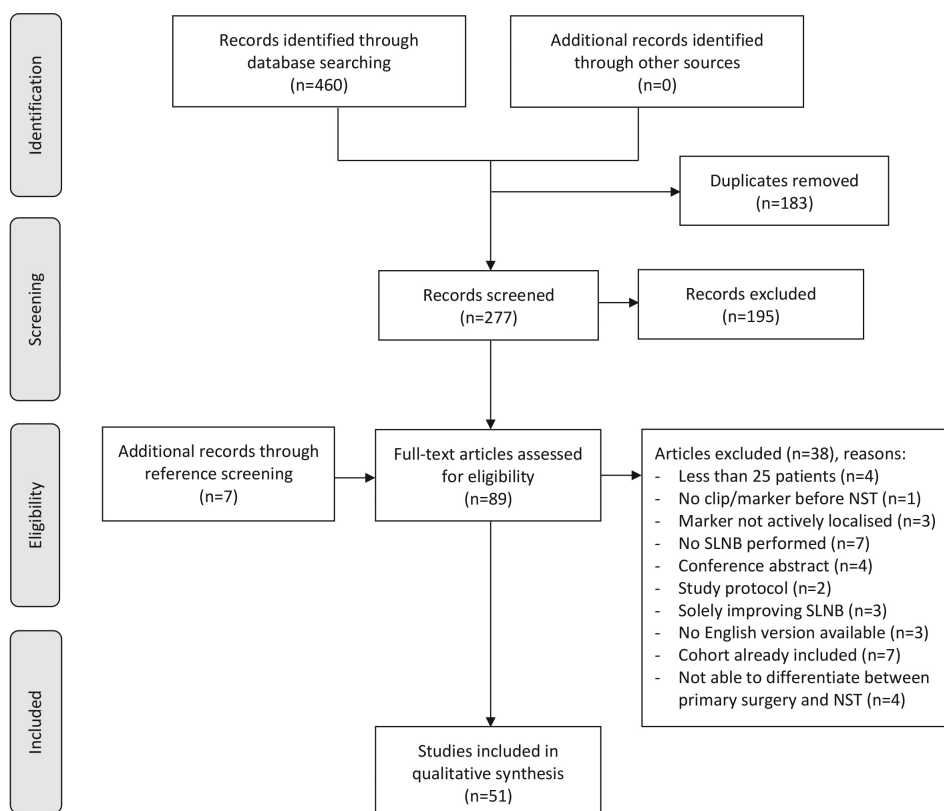 Identification
Records identified through
database searching
(n=460)
Additional records identified
through other sources
(n=0)
Duplicates removed
(n=183)
Screening
Records screened
(n=277)
Records excluded
(n=195)
Eligibility
Additional records through
reference screening
(n=7)
Full-text articles assessed
for eligibility
(n=89)
Articles excluded (n=38), reasons:
- Less than 25 patients (n=4)
- No clip/marker before NST (n=1)
- Marker not actively localised (n=3)
- No SLNB performed (n=7)
- Conference abstract (n=4)
- Study protocol (n=2)
- Solely improving SLNB (n=3)
- No English version available (n=3)
- Cohort already included (n=7)
- Not able to differentiate between
primary surgery and NST (n=4)
Included
Studies included in
qualitative synthesis
(n=51)